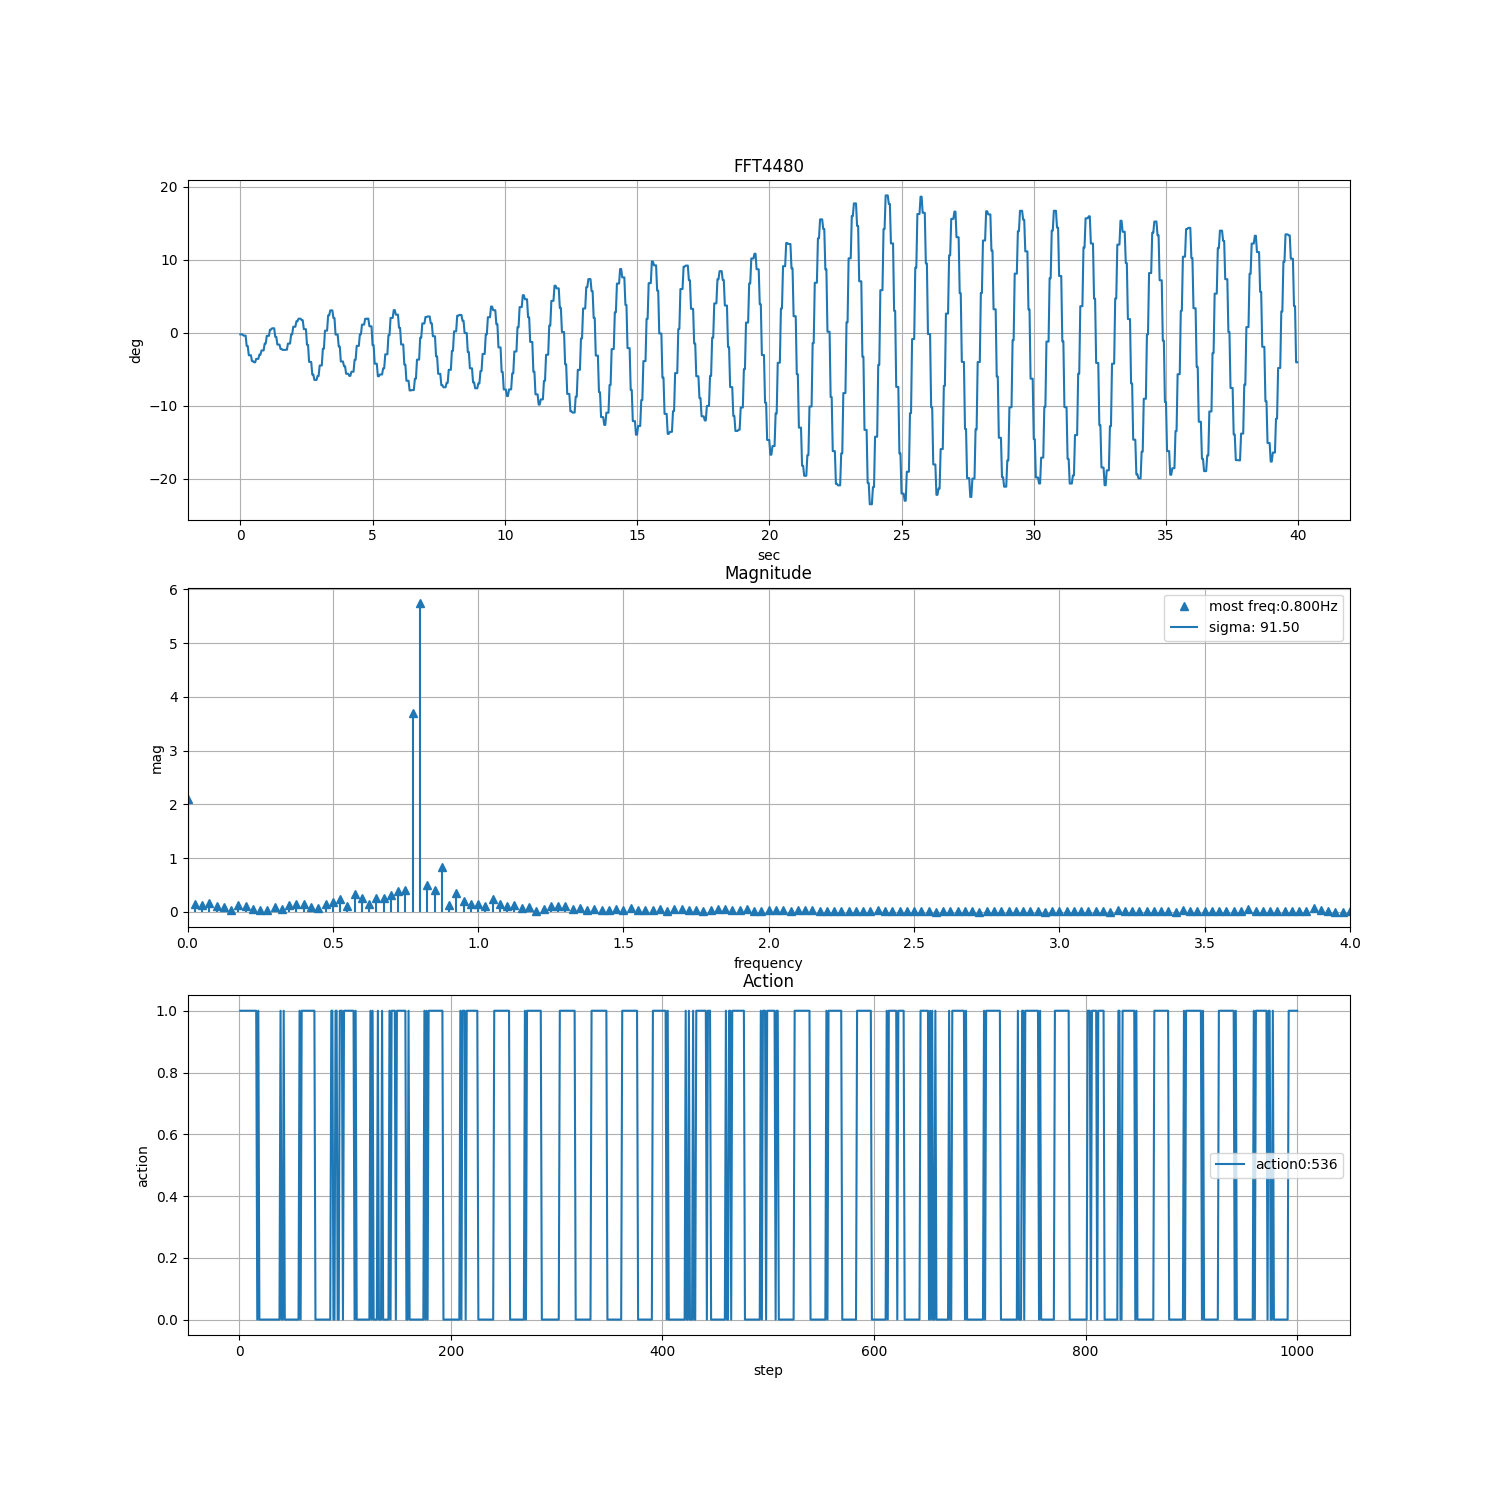 FFT4480
20
10
0
−10
−20
deg
0 5 10 15 20 25 30 35 40
sec
Magnitude
6
5
4
3
2
1
0
mag
most freq:0.800Hz
sigma: 91.50
0.0 0.5 1.0 1.5 2.0 2.5 3.0 3.5 4.0
frequency
Action
1.0
0.8
0.6
0.4
0.2
0.0
action
action0:536
0 200 400 600 800 1000
step